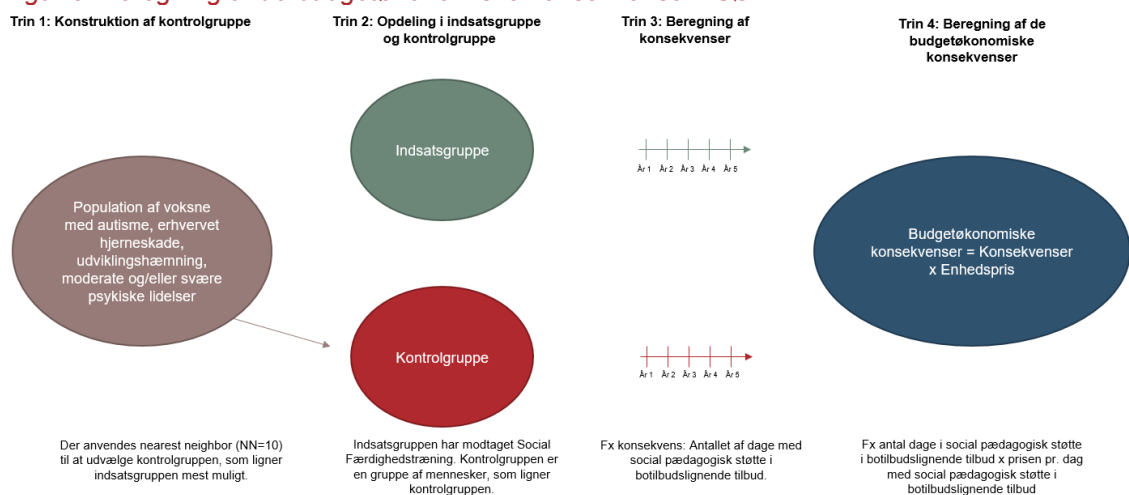 Trin 1: Konstruktion af kontrolgruppe
Trin 2: Opdeling i indsatsgruppe
og kontrolgruppe
Trin 3: Beregning af
konsekvenser
Trin 4: Beregning af de
budgetøkonomiske
konsekvenser
Population af voksne
med autisme, erhvervet
hjerneskade,
udviklingshæmning,
moderate og/eller svære
psykiske lidelser
Indsatsgruppe
Kontrolgruppe
År 1 År 2 År 3 År 4 År 5
År 1 År 2 År 3 År 4 År 5
Budgetøkonomiske
konsekvenser = Konsekvenser
x Enhedspris
Der anvendes nearest neighbor (NN=10)
til at udvælge kontrolgruppen, som ligner
indsatsgruppen mest muligt.
Indsatsgruppen har modtaget Social
Færdighedstræning. Kontrolgruppen er
en gruppe af mennesker, som ligner
kontrolgruppen.
Fx konsekvens: Antallet af dage med
social pædagogisk støtte i
botilbudslignende tilbud.
Fx antal dage i social pædagogisk støtte
i botilbudslignende tilbud x prisen pr. dag
med social pædagogisk støtte i
botilbudslignende tilbud